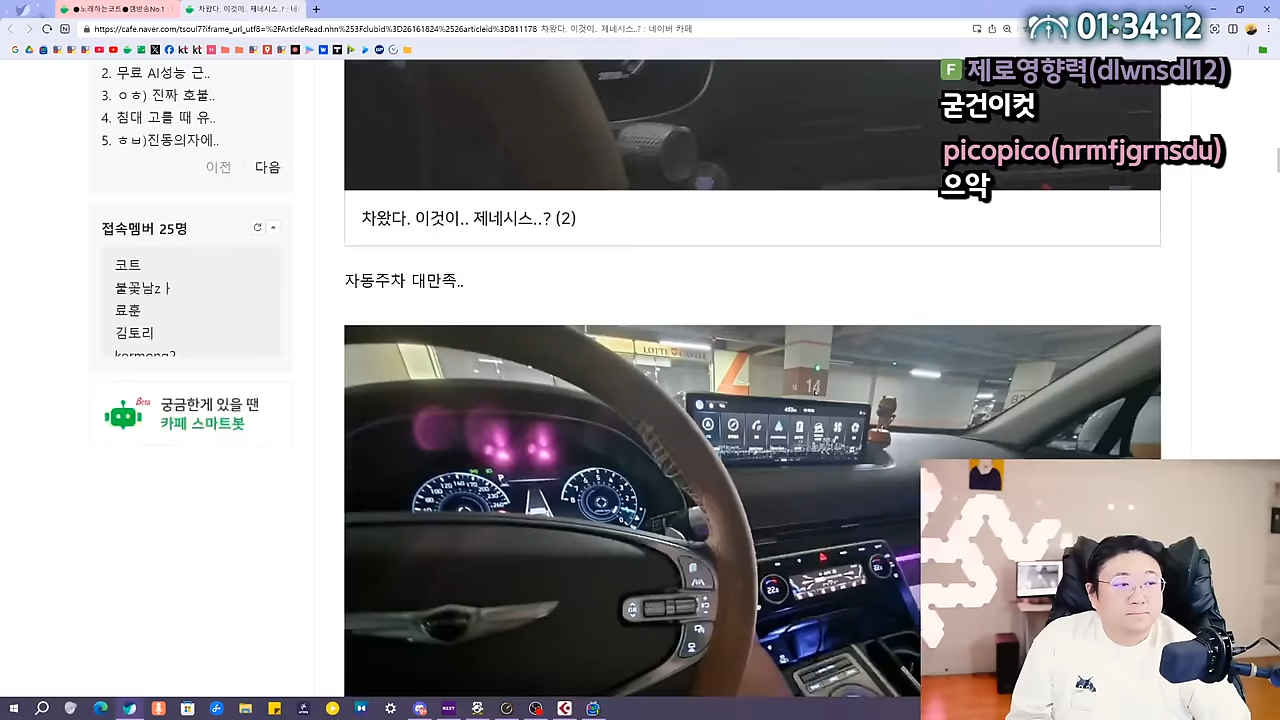 ●노래하는코트●캠방송No.1
차왔다. 이것이.. 제네시스..? : 네
https://cafe.naver.com/tsoul7?iframe_url_utf8=%2FArticleRead.nhn%253Fclubid%3D26161824%2526articleid%3D811178 차왔다. 이것이.. 제네시스..? : 네이버 카페
01:34:12
2. 무료 AI성능 근..
3. ㅇㅎ) 진짜 호불..
4. 침대 고를 때 유..
5. ㅎㅂ)진동의자에..
이전 다음
F 제로영향력(dlwnsdl12)
굳건이컷
picopico(nrmfjgrnsdu)
으악
접속멤버 25명
코트
불꽃남zㅏ
료훈
김토리
kormong2
Beta
궁금한게 있을 땐
카페 스마트봇
차왔다. 이것이.. 제네시스..? (2)
자동주차 대만족..
LOTTE CASTLE
14